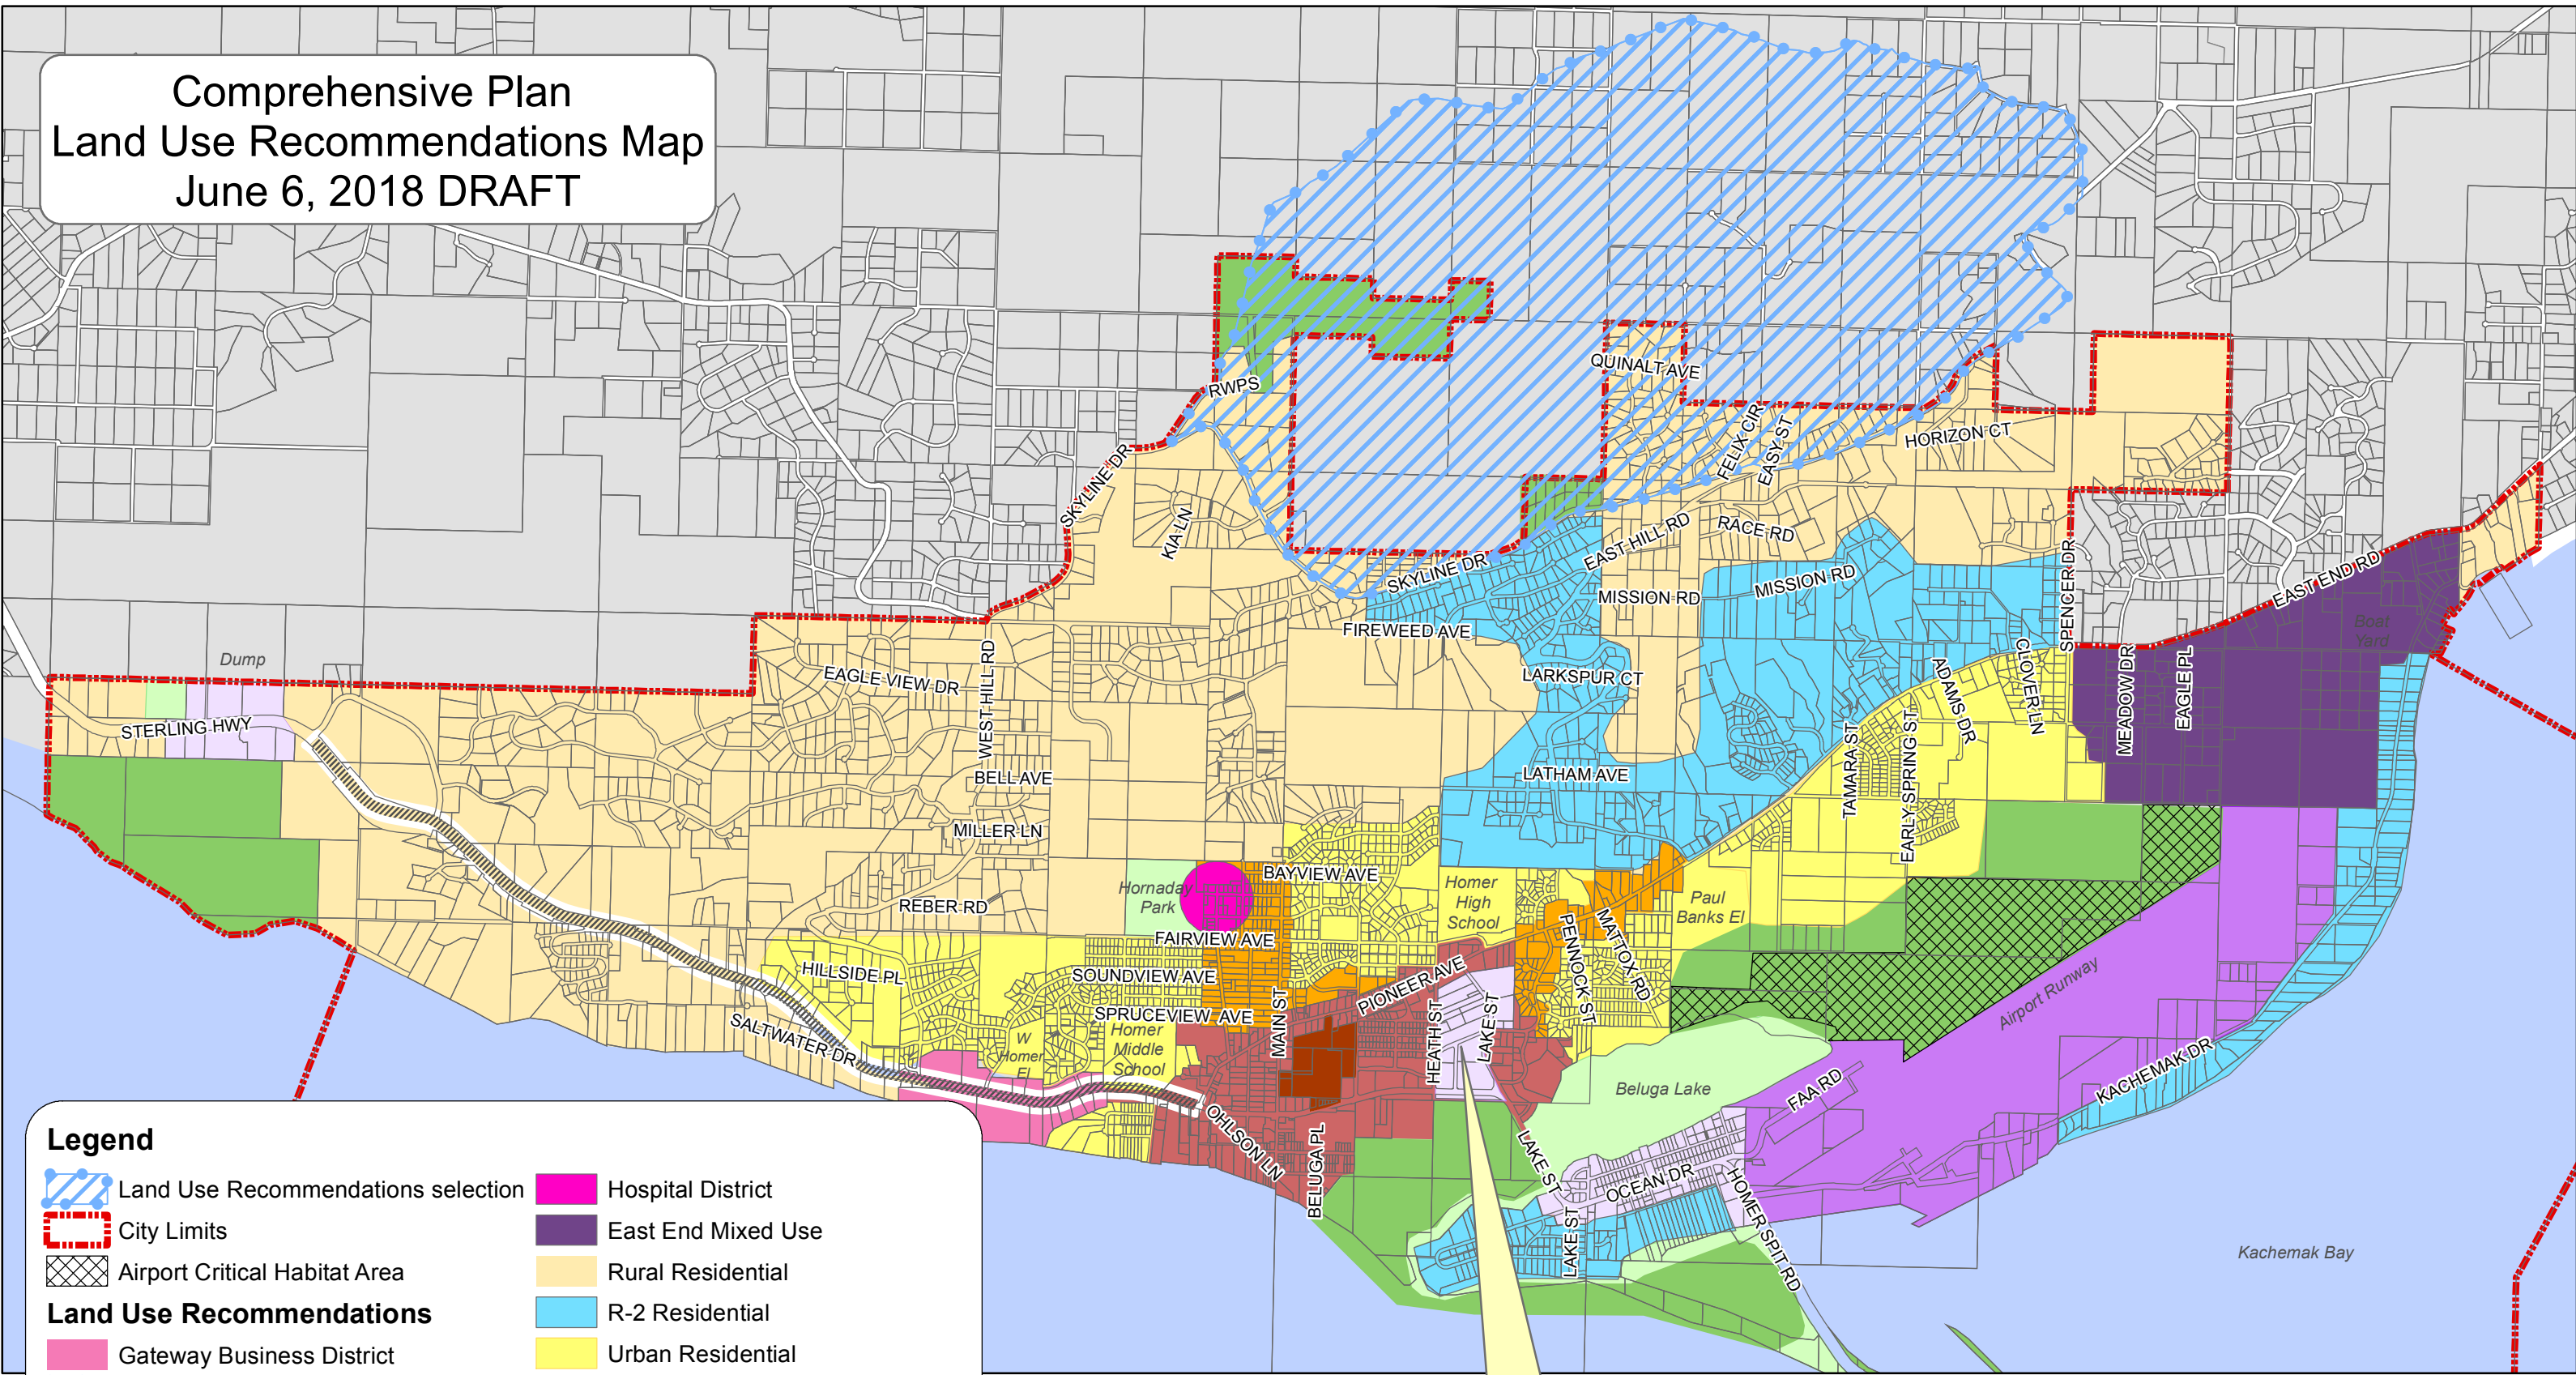 Comprehensive Plan
Land Use Recommendations Map
June 6, 2018 DRAFT
QUINALT AVE
RWPS
FELIX CIR
EASY ST
HORIZON CT
SKYLINE DR
KIA LN
EAST HILL RD
RACE RD
SKYLINE DR
MISSION RD
MISSION RD
SPENCER DR
EAST END RD
Boat
Yard
FIREWEED AVE
Dump
EAGLE VIEW DR
WEST HILL RD
LARKSPUR CT
ADAMS DR
CLOVER LN
MEADOW DR
EAGLE PL
STERLING HWY
BELL AVE
LATHAM AVE
TAMARA ST
EARLY SPRING ST
MILLER LN
BAYVIEW AVE
Hornaday
Park
Homer
High
School
Paul
Banks El
REBER RD
FAIRVIEW AVE
PENNOCK ST
MATTOX RD
HILLSIDE PL
SOUNDVIEW AVE
PIONEER AVE
Airport Runway
SPRUCEVIEW AVE
MAIN ST
HEATH ST
LAKE ST
SALTWATER DR
W
Homer
El
Homer
Middle
School
Beluga Lake
FAA RD
KACHEMAK DR
OHLSON LN
BELUGA PL
LAKE ST
OCEAN DR
HOMER SPIT RD
LAKE ST
Kachemak Bay
Legend
Land Use Recommendations selection
City Limits
Airport Critical Habitat Area
Land Use Recommendations
Gateway Business District
Hospital District
East End Mixed Use
Rural Residential
R-2 Residential
Urban Residential